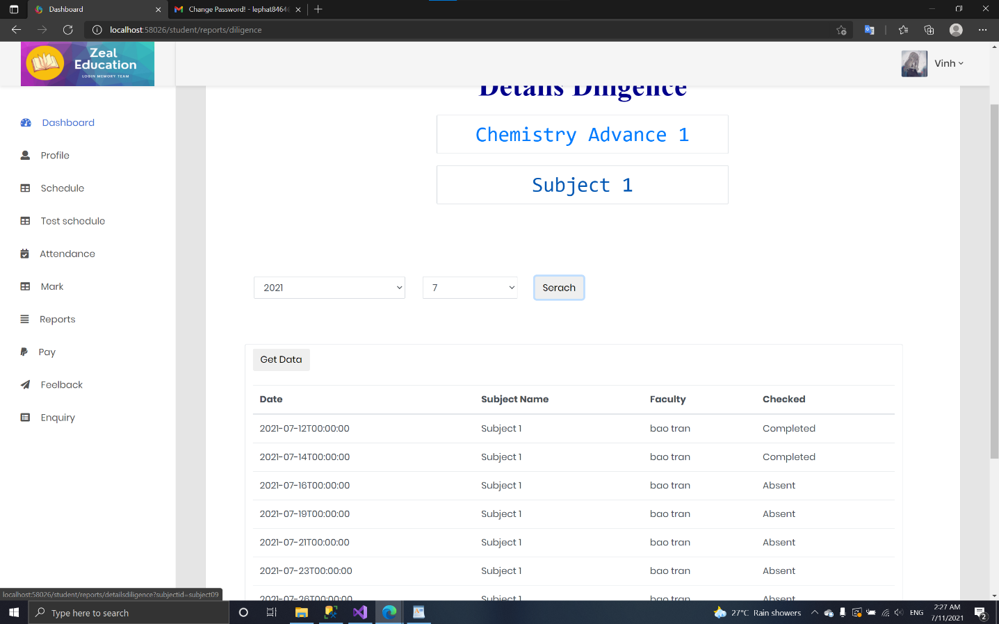 Dashboard
Change Password! - lephat8464
localhost:58026/student/reports/diligence
Zeal
Education
LOGIN MEMORY TEAM
Vinh
Details Diligence
Dashboard
Profile
Schedule
Test schedule
Attendance
Mark
Reports
Pay
Feelback
Enquiry
Chemistry Advance 1
Subject 1
2021 7 Serach
Get Data
Date Subject Name Faculty Checked
2021-07-12T00:00:00 Subject 1 bao tran Completed
2021-07-14T00:00:00 Subject 1 bao tran Completed
2021-07-16T00:00:00 Subject 1 bao tran Absent
2021-07-19T00:00:00 Subject 1 bao tran Absent
2021-07-21T00:00:00 Subject 1 bao tran Absent
2021-07-23T00:00:00 Subject 1 bao tran Absent
2021-07-26T00:00:00 Subject 1 bao tran Absent
localhost:58026/student/reports/detailsdiligence?subjectid=subject09
Type here to search
27°C Rain showers
ENG
2:27 AM
7/11/2021
2